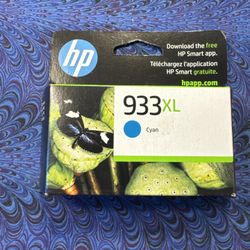 hp
Download the free
HP Smart app.
Téléchargez l'application
HP Smart gratuite.
hpapp.com
933XL
Cyan